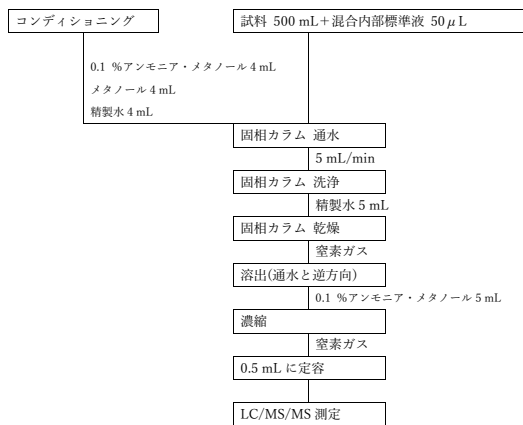 コンディショニング
試料 500 mL＋混合内部標準液 50μL
0.1 %アンモニア・メタノール 4 mL
メタノール 4 mL
精製水 4 mL
固相カラム 通水
5 mL/min
固相カラム 洗浄
精製水 5 mL
固相カラム 乾燥
窒素ガス
溶出(通水と逆方向)
0.1 %アンモニア・メタノール 5 mL
濃縮
窒素ガス
0.5 mL に定容
LC/MS/MS 測定